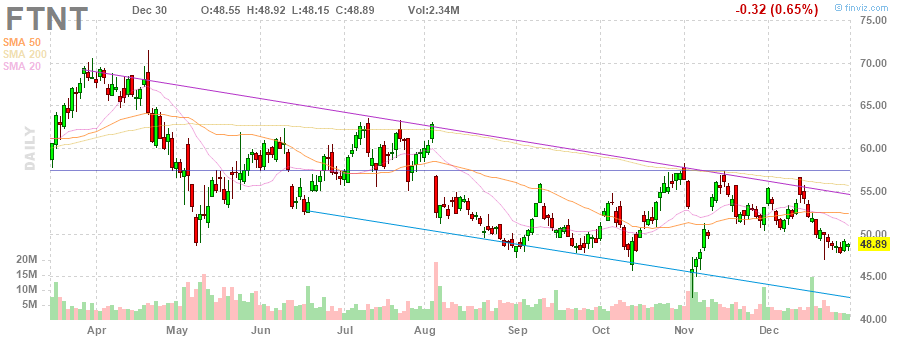 FTNT
Dec 30 O:48.55 H:48.92 L:48.15 C:48.89 Vol:2.34M
-0.32 (0.65%)
© finviz.com
SMA 50
SMA 200
SMA 20
DAILY
75.00
70.00
65.00
60.00
55.00
50.00
48.89
45.00
40.00
20M
15M
10M
5M
Apr May Jun Jul Aug Sep Oct Nov Dec